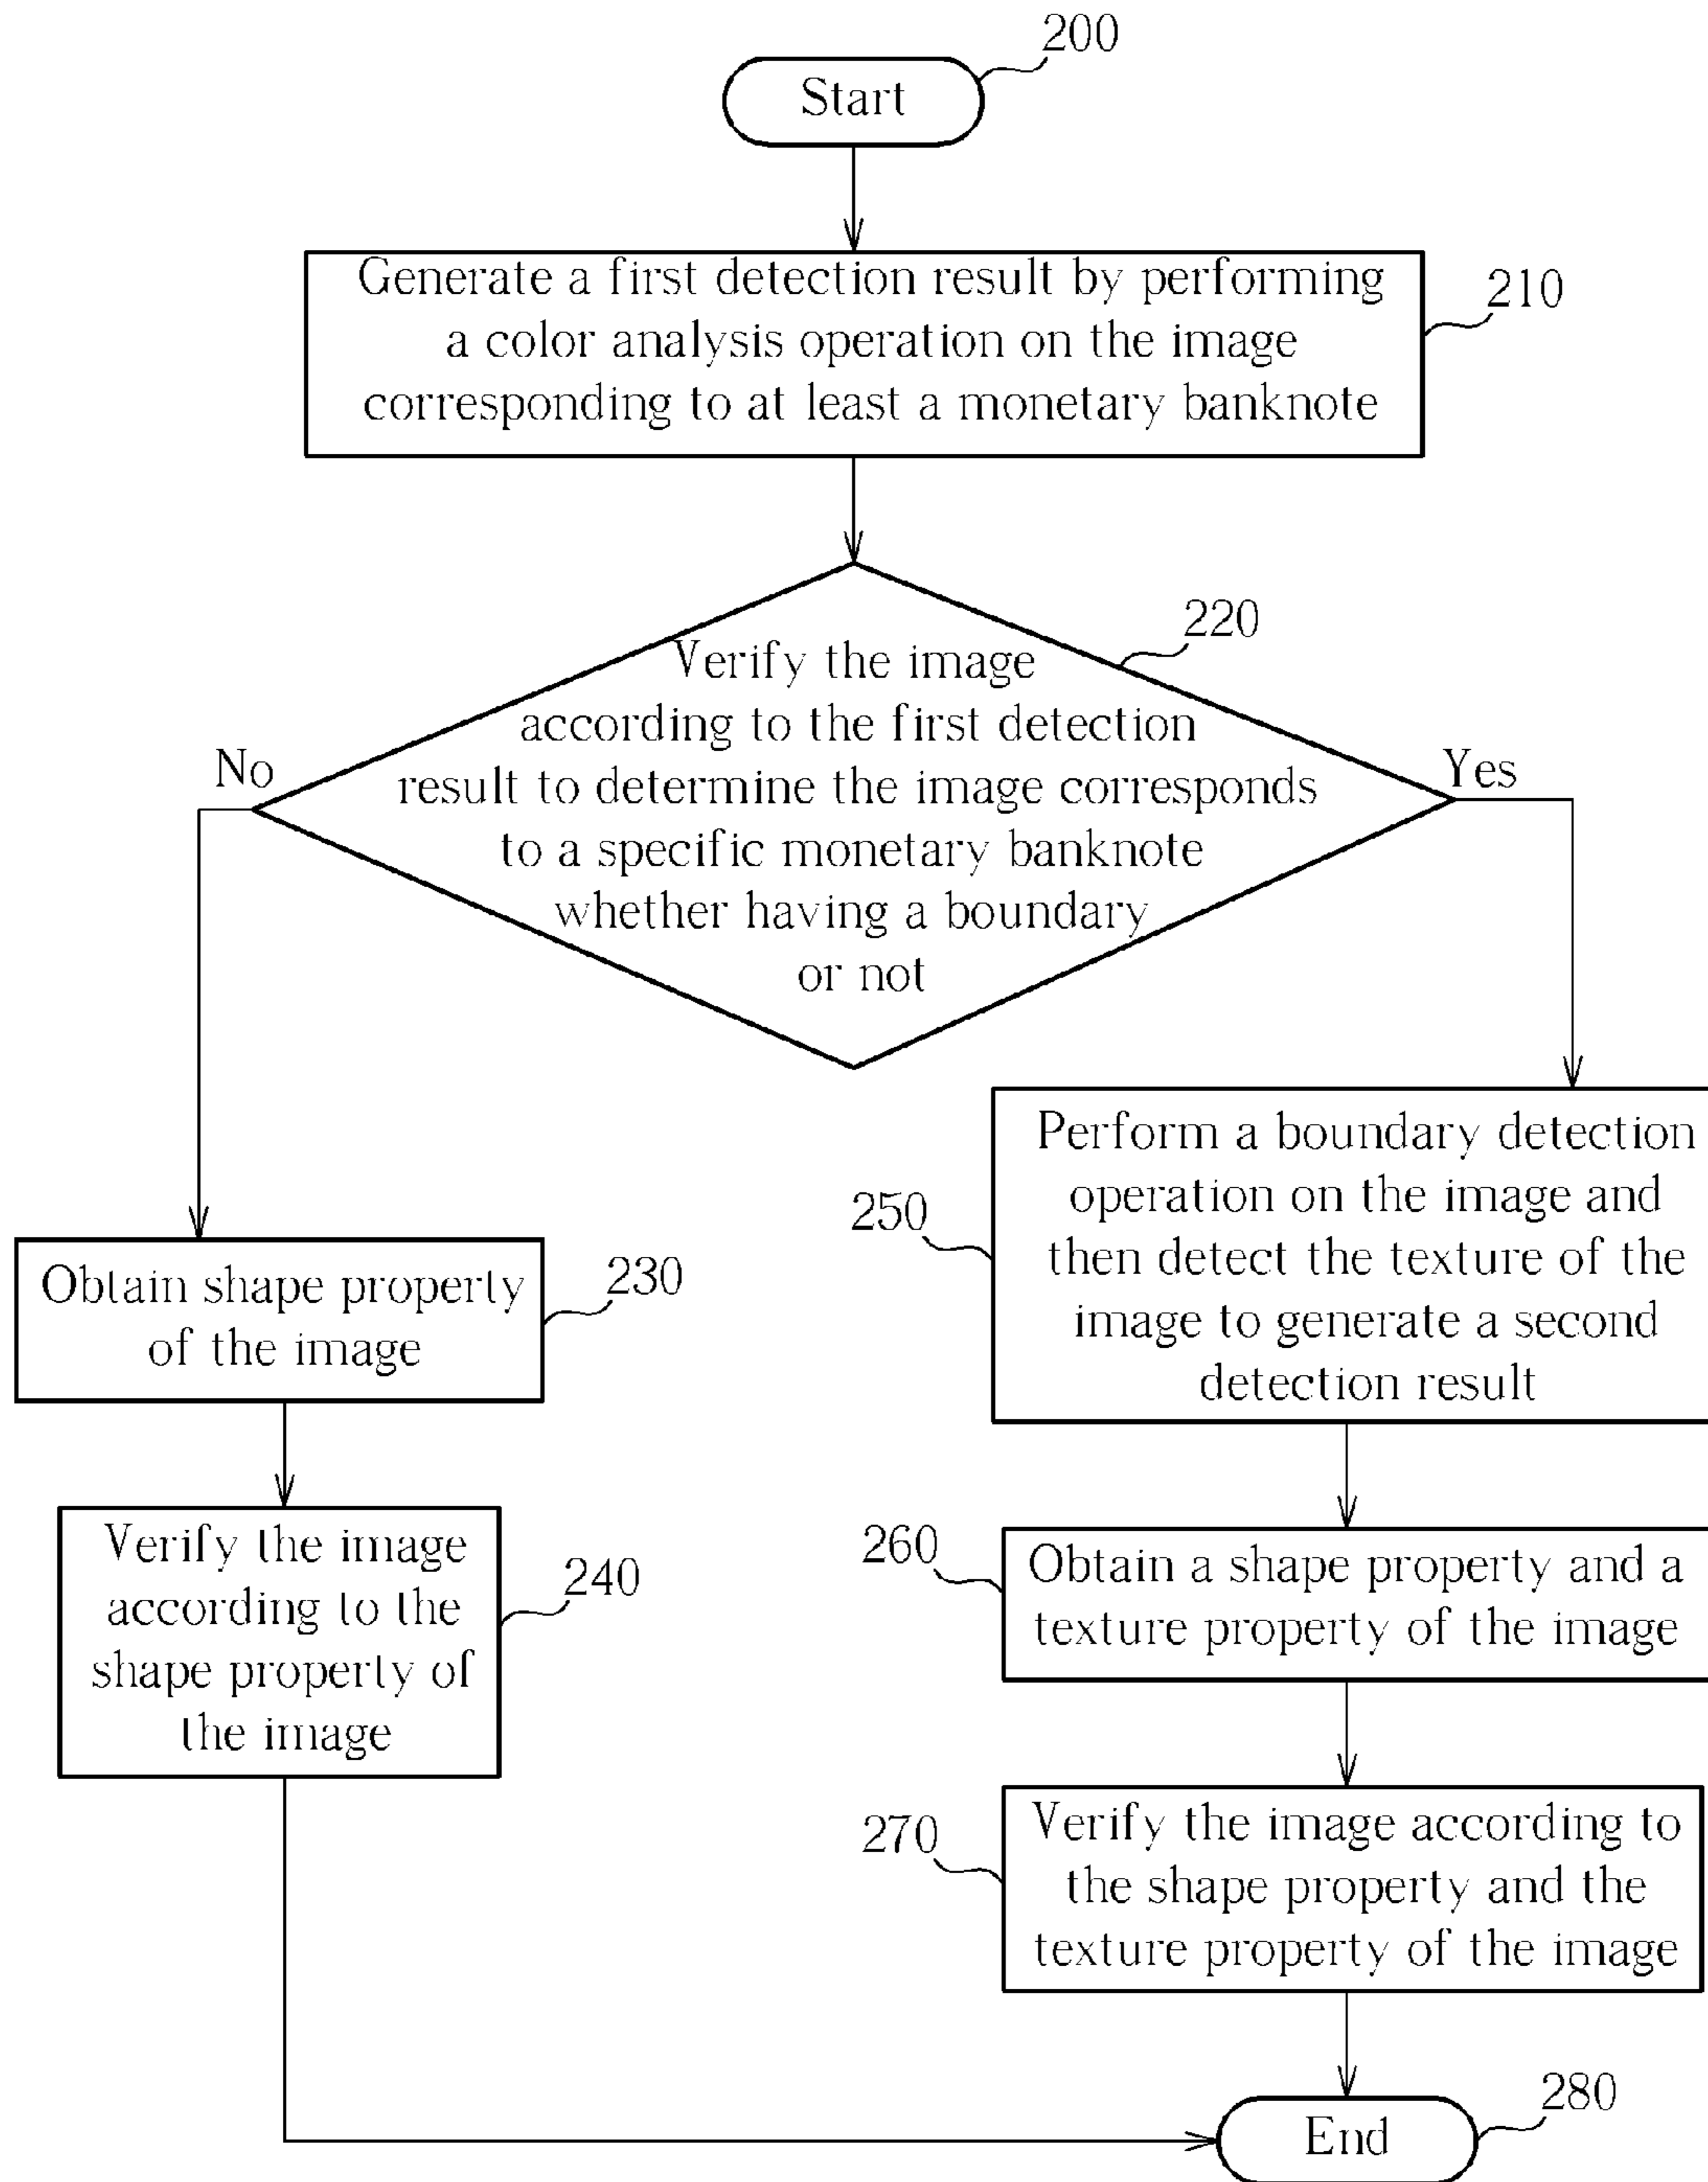 200
Start
Generate a first detection result by performing
a color analysis operation on the image
corresponding to at least a monetary banknote
210
220
Verify the image
according to the first detection
result to determine the image corresponds
to a specific monetary banknote
whether having a boundary
or not
No
Yes
Obtain shape property
of the image
230
Verify the image
according to the
shape property of
the image
240
250
Perform a boundary detection
operation on the image and
then detect the texture of the
image to generate a second
detection result
260
Obtain a shape property and a
texture property of the image
270
Verify the image according to
the shape property and the
texture property of the image
280
End